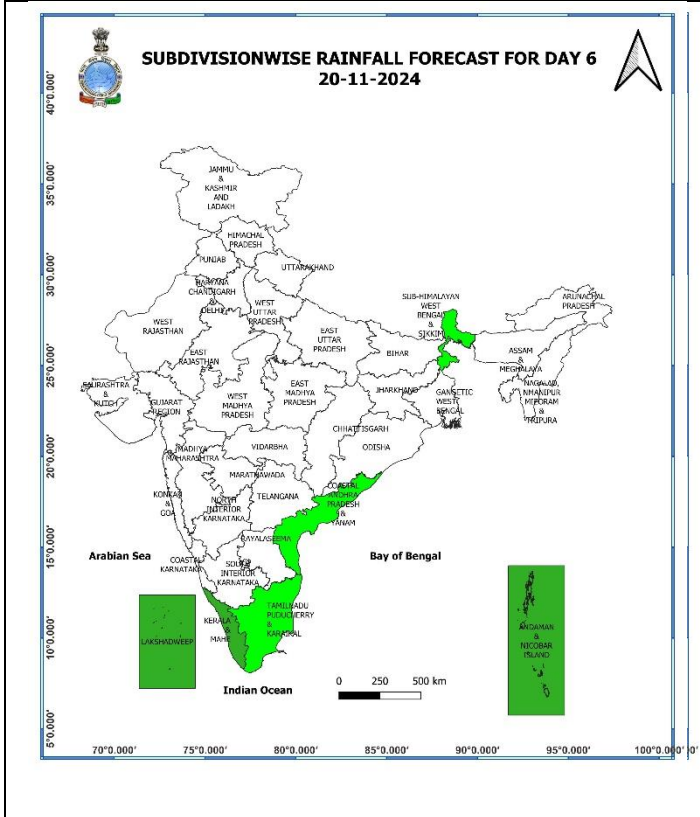 SUBDIVISIONWISE RAINFALL FORECAST FOR DAY 6
20-11-2024
40°0.000'
35°0.000'
30°0.000'
25°0.000'
20°0.000'
15°0.000'
10°0.000'
5°0.000'
JAMMU
&
KASHMIR
AND
LADAKH
HIMACHAL
PRADESH
PUNJAB
UTTARAKHAND
HARYANA
CHANDIGARH
&
DELHI
WEST
UTTAR
PRADESH
SUB-HIMALAYAN
WEST
BENGAL
&
SIKKIM
ARUNACHAL
PRADESH
WEST
RAJASTHAN
EAST
RAJASTHAN
EAST
UTTAR
PRADESH
BIHAR
ASSAM
&
MEGHALAYA
SAURASHTRA
&
KUTCH
GUJARAT
REGION
WEST
MADHYA
PRADESH
EAST
MADHYA
PRADESH
JHARKHAND
GANGETIC
WEST
BENGAL
NAGALAD
MANIPUR
MIZORAM
&
TRIPURA
CHHATTISGARH
ODISHA
MADHYA
MAHARASHTRA
VIDARBHA
MARATHAWADA
TELANGANA
KONKAN
&
GOA
NORTH
INTERIOR
KARNATAKA
COASTAL
ANDHRA
PRADESH
&
YANAM
RAYALASEEMA
Arabian Sea
Bay of Bengal
COASTAL
KARNATAKA
SOUTH
INTERIOR
KARNATAKA
TAMILNADU
PUDUCHERRY
&
KARAIKAL
KERALA
&
MAHE
LAKSHADWEEP
ANDAMAN
&
NICOBAR
ISLAND
Indian Ocean
0 250 500 km
70°0.000' 75°0.000' 80°0.000' 85°0.000' 90°0.000' 95°0.000' 100°0.000'